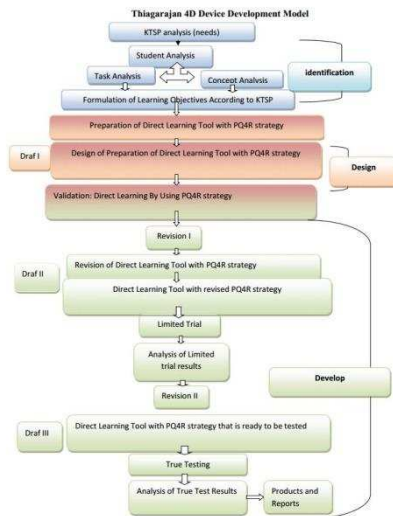 Thiagarajan 4D Device Development Model
KTSP analysis (needs)
Student Analysis
Task Analysis
Concept Analysis
identification
Formulation of Learning Objectives According to KTSP
Preparation of Direct Learning Tool with PQ4R strategy
Draf I
Design of Preparation of Direct Learning Tool with PQ4R strategy
Design
Validation: Direct Learning By Using PQ4R strategy
Revision I
Draf II
Revision of Direct Learning Tool with PQ4R strategy
Direct Learning Tool with revised PQ4R strategy
Limited Trial
Analysis of Limited
trial results
Develop
Revision II
Draf III
Direct Learning Tool with PQ4R strategy that is ready to be tested
True Testing
Analysis of True Test Results
Products and
Reports